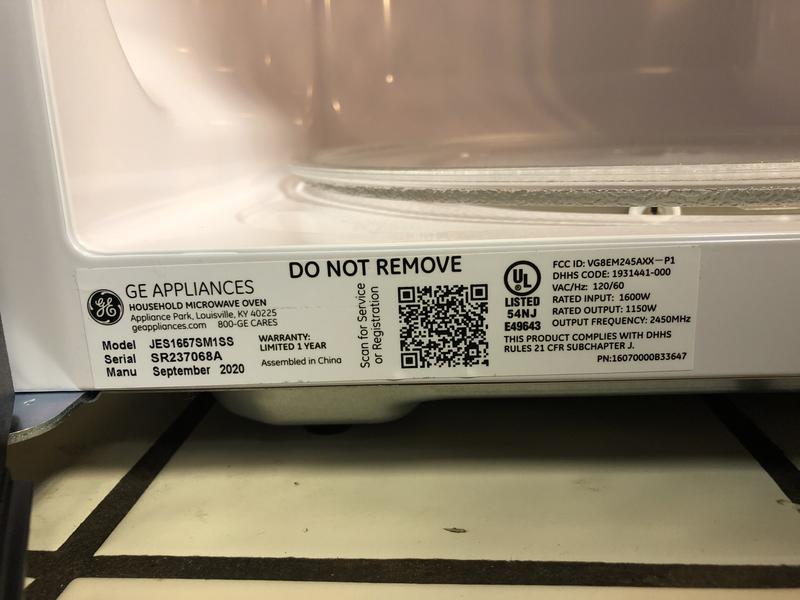 DO NOT REMOVE
GE APPLIANCES
HOUSEHOLD MICROWAVE OVEN
Appliance Park, Louisville, KY 40225
geappliances.com 800-GE CARES
Model JES1657SM1SS
Serial SR237068A
Manu September 2020
WARRANTY:
LIMITED 1 YEAR
Assembled in China
Scan for Service
or Registration
UL
LISTED
54NJ
E49643
FCC ID: VG8EM245AXX-P1
DHHS CODE: 1931441-000
VAC/Hz: 120/60
RATED INPUT: 1600W
RATED OUTPUT: 1150W
OUTPUT FREQUENCY: 2450MHz
THIS PRODUCT COMPLIES WITH DHHS
RULES 21 CFR SUBCHAPTER J.
PN:16070000B33647